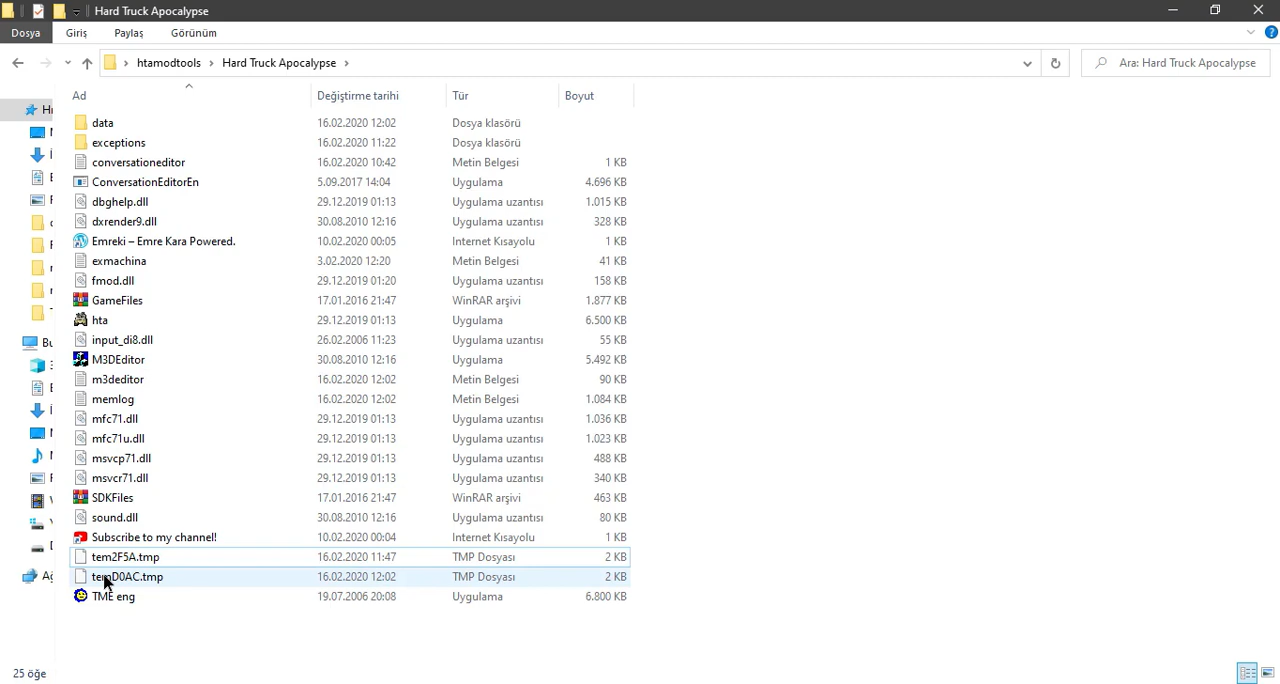 Hard Truck Apocalypse
Dosya Giriş Paylaş Görünüm
htamodtools Hard Truck Apocalypse Ara: Hard Truck Apocalypse
Ad Değiştirme tarihi Tür Boyut
data 16.02.2020 12:02 Dosya klasörü
exceptions 16.02.2020 11:22 Dosya klasörü
conversationeditor 16.02.2020 10:42 Metin Belgesi 1 KB
ConversationEditorEn 5.09.2017 14:04 Uygulama 4.696 KB
dbghelp.dll 29.12.2019 01:13 Uygulama uzantısı 1.015 KB
dxrender9.dll 30.08.2010 12:16 Uygulama uzantısı 328 KB
Emreki – Emre Kara Powered. 10.02.2020 00:05 Internet Kısayolu 1 KB
exmachina 3.02.2020 12:20 Metin Belgesi 41 KB
fmod.dll 29.12.2019 01:20 Uygulama uzantısı 158 KB
GameFiles 17.01.2016 21:47 WinRAR arşivi 1.877 KB
hta 29.12.2019 01:13 Uygulama 6.500 KB
input_di8.dll 26.02.2006 11:23 Uygulama uzantısı 55 KB
M3DEditor 30.08.2010 12:16 Uygulama 5.492 KB
m3deditor 16.02.2020 12:02 Metin Belgesi 90 KB
memlog 16.02.2020 12:02 Metin Belgesi 1.084 KB
mfc71.dll 29.12.2019 01:13 Uygulama uzantısı 1.036 KB
mfc71u.dll 29.12.2019 01:13 Uygulama uzantısı 1.023 KB
msvcp71.dll 29.12.2019 01:13 Uygulama uzantısı 488 KB
msvcr71.dll 29.12.2019 01:13 Uygulama uzantısı 340 KB
SDKFiles 17.01.2016 21:47 WinRAR arşivi 463 KB
sound.dll 30.08.2010 12:16 Uygulama uzantısı 80 KB
Subscribe to my channel! 10.02.2020 00:04 Internet Kısayolu 1 KB
tem2F5A.tmp 16.02.2020 11:47 TMP Dosyası 2 KB
temD0AC.tmp 16.02.2020 12:02 TMP Dosyası 2 KB
TME eng 19.07.2006 20:08 Uygulama 6.800 KB
25 öğe